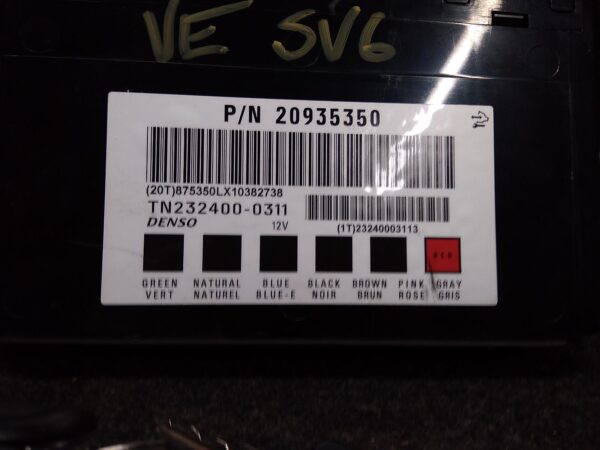 VE SV6
P/N 20935350
(20T)875350LX10382738
TN232400-0311
DENSO 12V
(1T)23240003113
RED
GREEN NATURAL BLUE BLACK BROWN PINK GRAY
VERT NATUREL BLUE-E NOIR BRUN ROSE GRIS